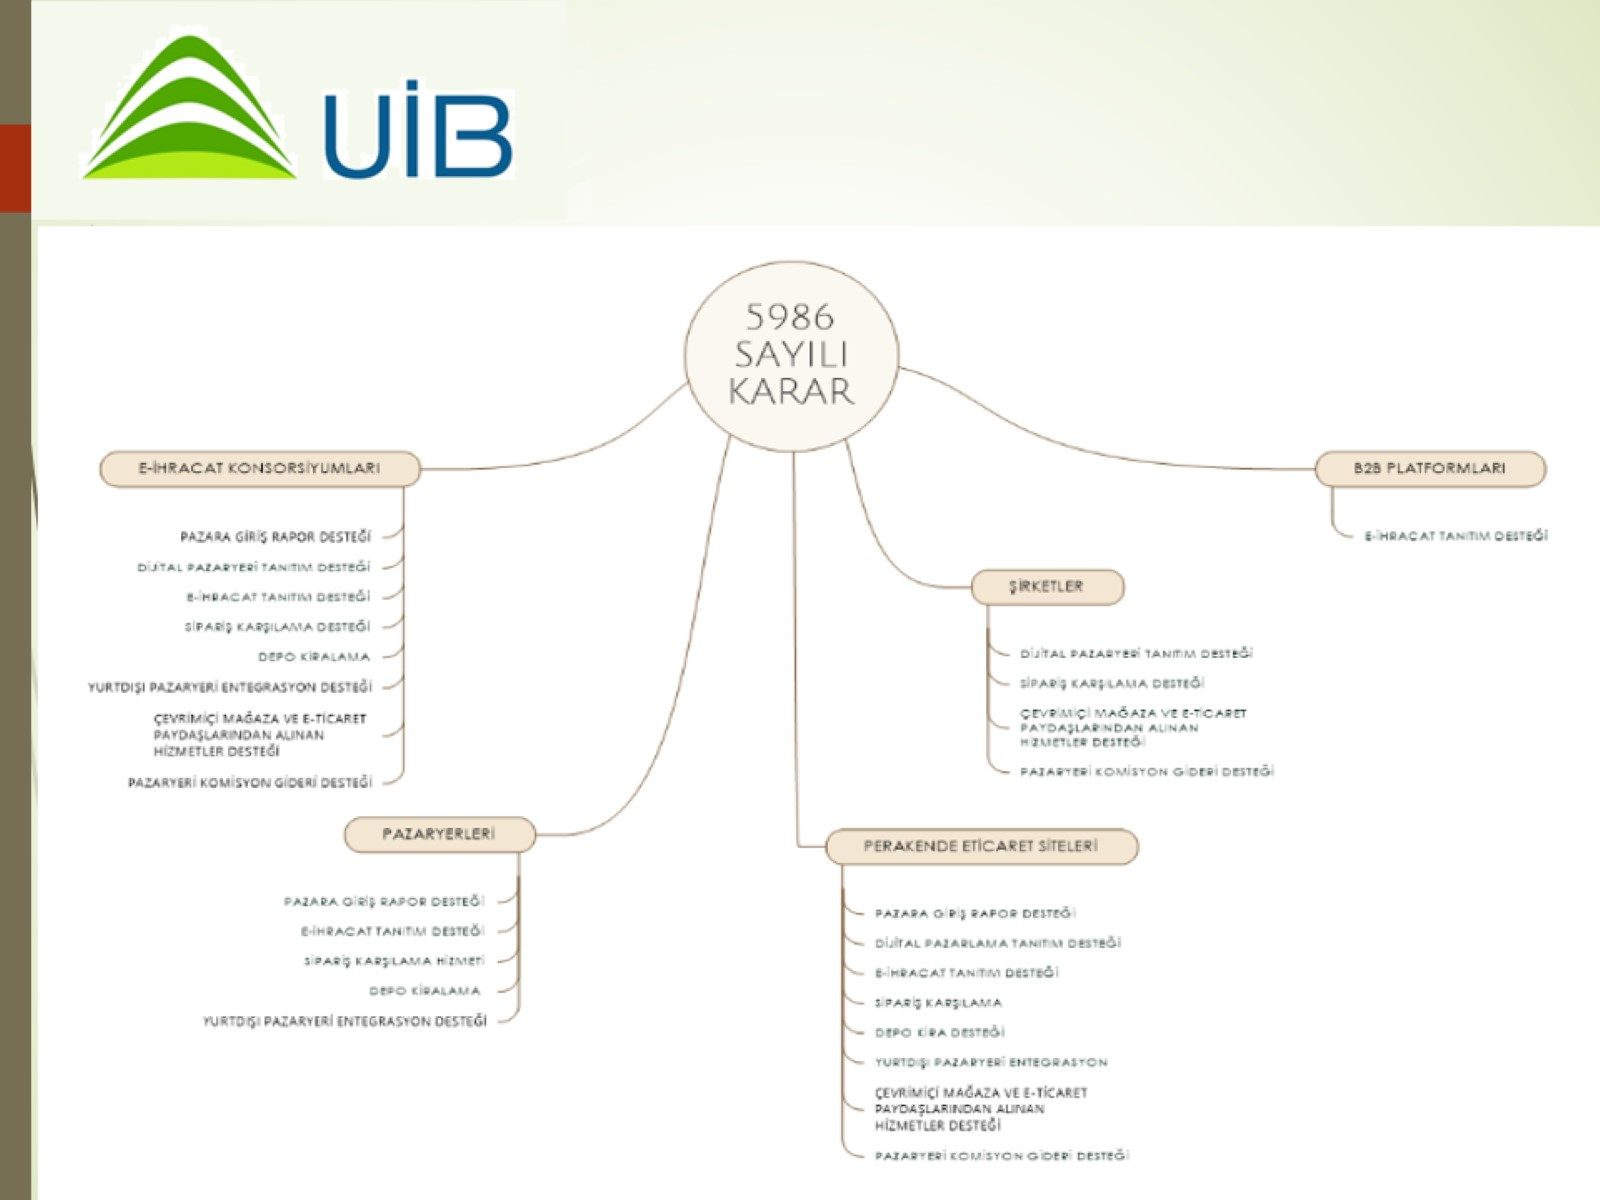 UİB
5986
SAYILI
KARAR
E-İHRACAT KONSORSİYUMLARI
PAZARA GİRİŞ RAPOR DESTEĞİ
DİJİTAL PAZARYERİ TANITIM DESTEĞİ
E-İHRACAT TANITIM DESTEĞİ
SİPARİŞ KARŞILAMA DESTEĞİ
DEPO KİRALAMA
YURTDIŞI PAZARYERİ ENTEGRASYON DESTEĞİ
ÇEVRİMİÇİ MAĞAZA VE E-TİCARET
PAYDAŞLARINDAN ALINAN
HİZMETLER DESTEĞİ
PAZARYERİ KOMİSYON GİDERİ DESTEĞİ
PAZARYERLERİ
PAZARA GİRİŞ RAPOR DESTEĞİ
E-İHRACAT TANITIM DESTEĞİ
SİPARİŞ KARŞILAMA HİZMETİ
DEPO KİRALAMA
YURTDIŞI PAZARYERİ ENTEGRASYON DESTEĞİ
PERAKENDE ETİCARET SİTELERİ
PAZARA GİRİŞ RAPOR DESTEĞİ
DİJİTAL PAZARLAMA TANITIM DESTEĞİ
E-İHRACAT TANITIM DESTEĞİ
SİPARİŞ KARŞILAMA
DEPO KİRA DESTEĞİ
YURTDIŞI PAZARYERİ ENTEGRASYON
ÇEVRİMİÇİ MAĞAZA VE E-TİCARET
PAYDAŞLARINDAN ALINAN
HİZMETLER DESTEĞİ
PAZARYERİ KOMİSYON GİDERİ DESTEĞİ
ŞİRKETLER
DİJİTAL PAZARYERİ TANITIM DESTEĞİ
SİPARİŞ KARŞILAMA DESTEĞİ
ÇEVRİMİÇİ MAĞAZA VE E-TİCARET
PAYDAŞLARINDAN ALINAN
HİZMETLER DESTEĞİ
PAZARYERİ KOMİSYON GİDERİ DESTEĞİ
B2B PLATFORMLARI
E-İHRACAT TANITIM DESTEĞİ